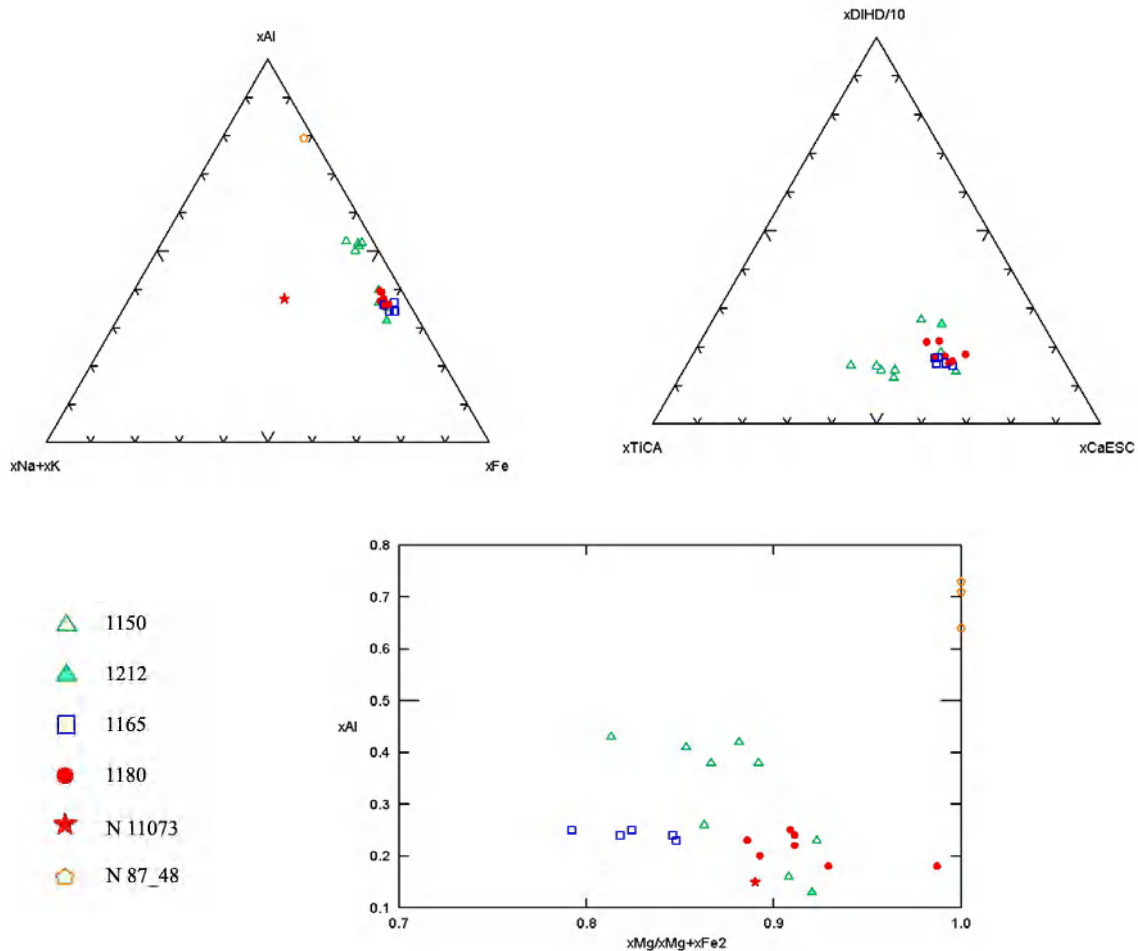 xAl
xNa+xK
xFe
xDIHD/10
xTiCA
xCaESC
1150
1212
1165
1180
N 11073
N 87_48
0.8
0.7
0.6
0.5
xAl
0.4
0.3
0.2
0.1
0.7
0.8
0.9
1.0
xMg/xMg+xFe2